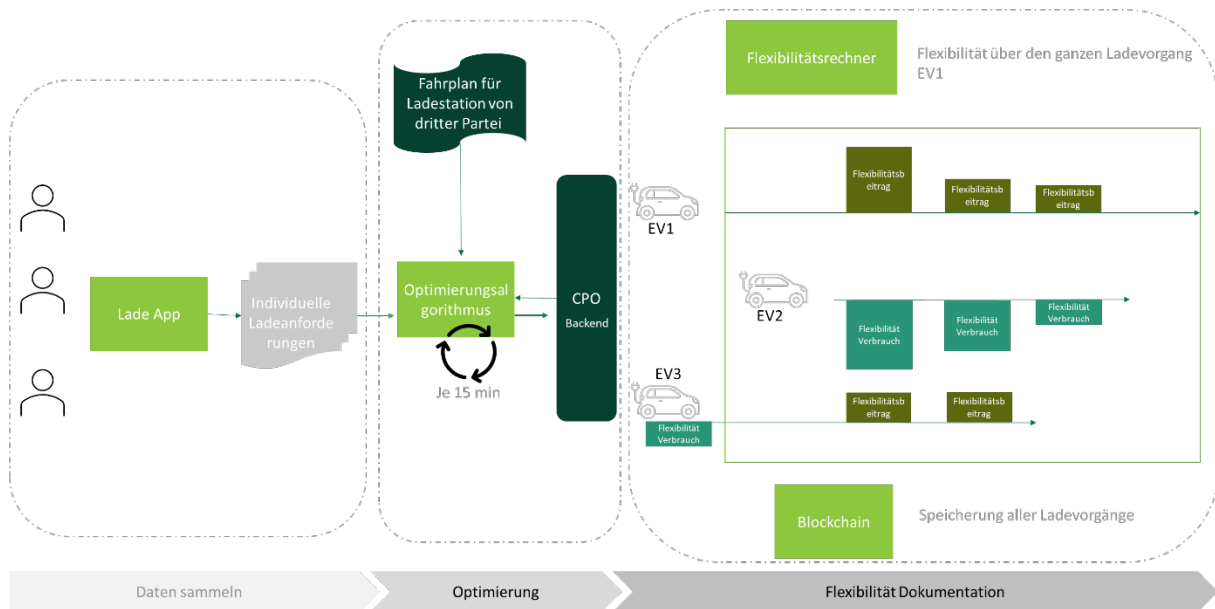 Lade App
Individuelle
Ladeanforde
rungen
Fahrplan für
Ladestation von
dritter Partei
Optimierungsal
gorithmus
Je 15 min
CPO
Backend
Flexibilitätsrechner
Flexibilität über den ganzen Ladevorgang
EV1
EV1
Flexibilitätsb
eitrag
Flexibilitätsb
eitrag
Flexibilitätsb
eitrag
EV2
Flexibilität
Verbrauch
Flexibilität
Verbrauch
Flexibilität
Verbrauch
EV3
Flexibilität
Verbrauch
Flexibilitätsb
eitrag
Flexibilitätsb
eitrag
Blockchain
Speicherung aller Ladevorgänge
Daten sammeln
Optimierung
Flexibilität Dokumentation